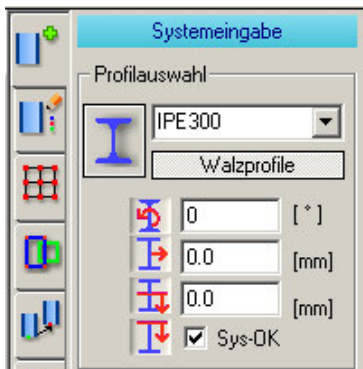 Systemeingabe
Profilauswahl
IPE300
Walzprofile
0 [°]
0.0 [mm]
0.0 [mm]
Sys-OK